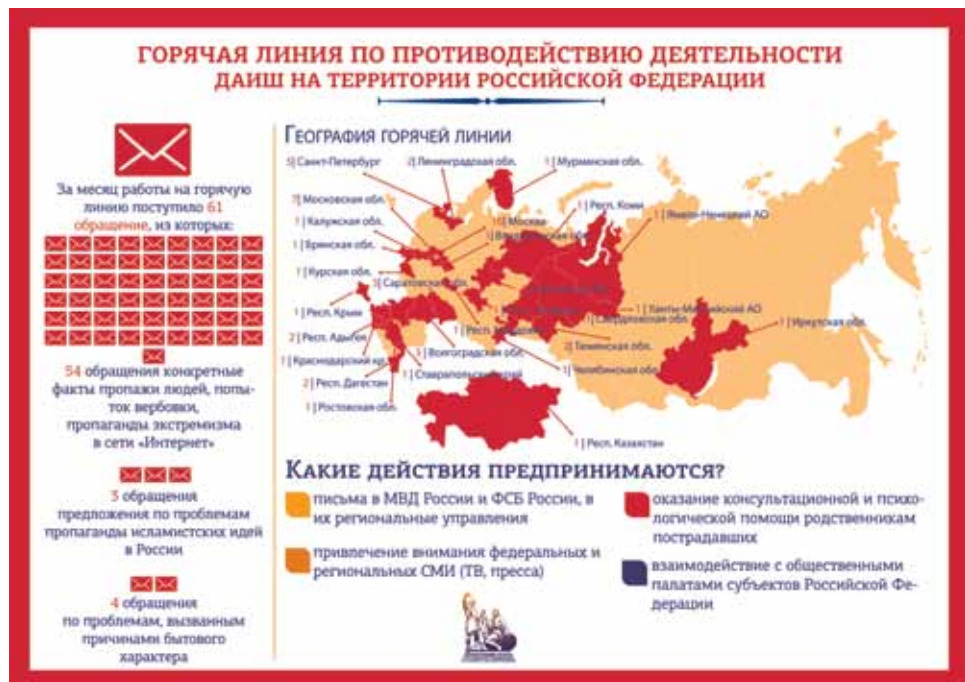 ГОРЯЧАЯ ЛИНИЯ ПО ПРОТИВОДЕЙСТВИЮ ДЕЯТЕЛЬНОСТИ
ДАИШ НА ТЕРРИТОРИИ РОССИЙСКОЙ ФЕДЕРАЦИИ
За месяц работы на горячую
линию поступило 61
обращение, из которых:
54 обращения конкретные
факты пропажи людей, попы-
ток вербовки,
пропаганды экстремизма
в сети «Интернет»
3 обращения
предложения по проблемам
пропаганды исламистских идей
в России
4 обращения
по проблемам, вызванным
причинами бытового
характера
ГЕОГРАФИЯ ГОРЯЧЕЙ ЛИНИИ
5| Санкт-Петербург
2| Ленинградская обл.
1 | Мурманская обл.
Московская обл.
1 | Респ. Коми
1 | Ямало-Ненецкий АО
1 | Калужская обл.
Москва
1 | Брянская обл.
1 | Курская обл.
Саратовская обл.
1 | Респ. Крым
1 | Ханты-Мансийский АО
Свердловская обл.
1 | Иркутская обл.
2 | Респ. Адыгея
1 | Респ.
2| Тюменская обл.
1 | Краснодарский кр.
Волгоградская обл.
1| Челябинская обл.
2 | Респ. Дагестан
1 | Ставропольский край
1 | Ростовская обл.
1 | Респ. Казахстан
КАКИЕ ДЕЙСТВИЯ ПРЕДПРИНИМАЮТСЯ?
письма в МВД России и ФСБ России, в
их региональные управления
привлечение внимания федеральных и
региональных СМИ (ТВ, пресса)
оказание консультационной и психо-
логической помощи родственникам
пострадавших
взаимодействие с общественными
палатами субъектов Российской Фе-
дерации